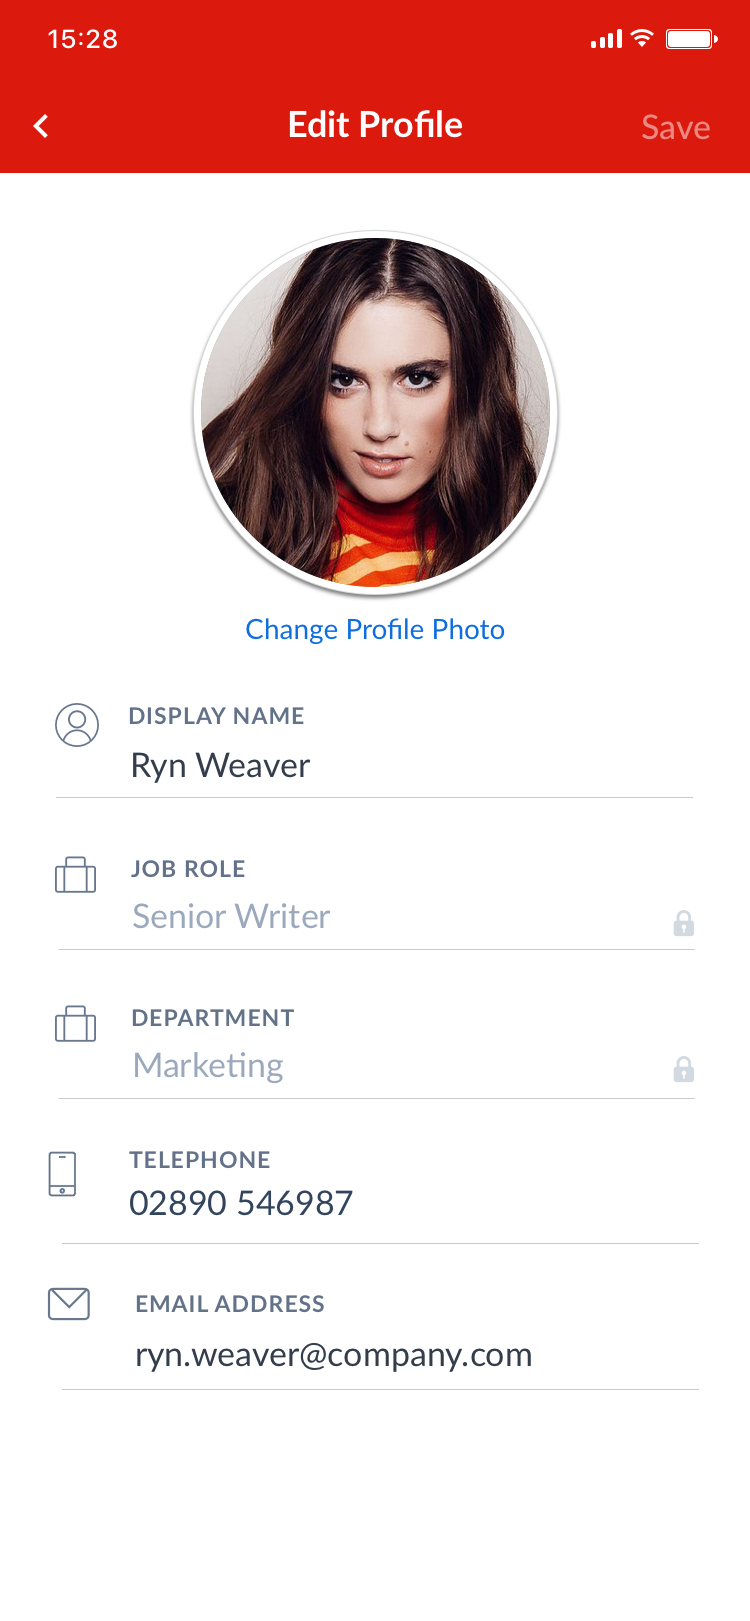 15:28
Edit Profile
Save
Change Profile Photo
DISPLAY NAME
Ryn Weaver
JOB ROLE
Senior Writer
DEPARTMENT
Marketing
TELEPHONE
02890 546987
EMAIL ADDRESS
ryn.weaver@company.com